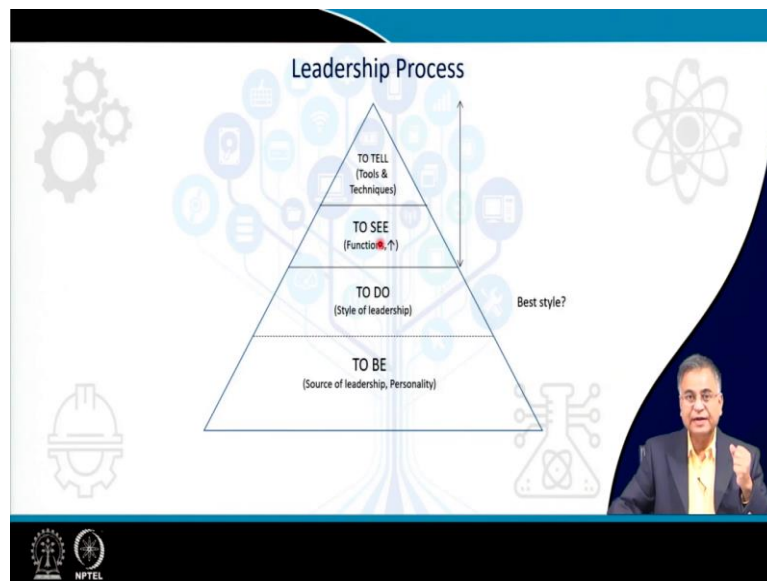 Leadership Process
TO TELL
(Tools &
Techniques)
TO SEE
(Functions,↑)
TO DO
(Style of leadership)
Best style?
TO BE
(Source of leadership, Personality)
NPTEL